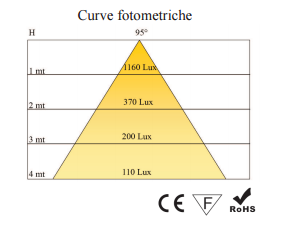 Curve fotometriche
H 95°
1 mt 1160 Lux
2 mt 370 Lux
3 mt 200 Lux
4 mt 110 Lux
CE F RoHS